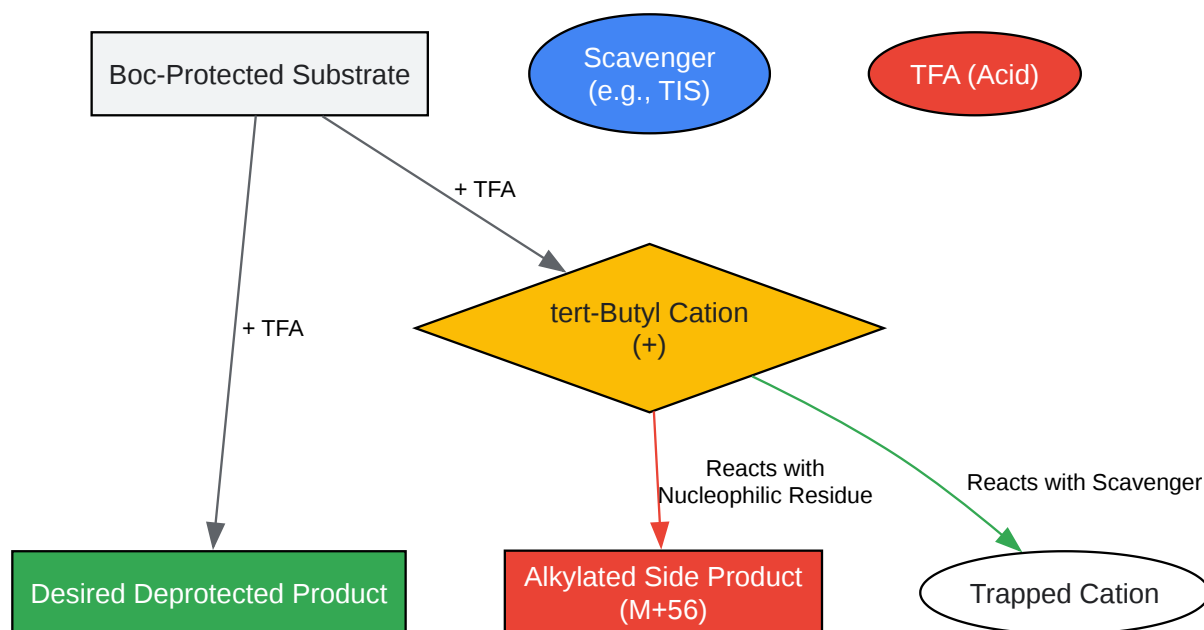 Boc-Protected Substrate
Scavenger
(e.g., TIS)
TFA (Acid)
+ TFA
+ TFA
tert-Butyl Cation
(+)
Reacts with
Nucleophilic Residue
Reacts with Scavenger
Desired Deprotected Product
Alkylated Side Product
(M+56)
Trapped Cation